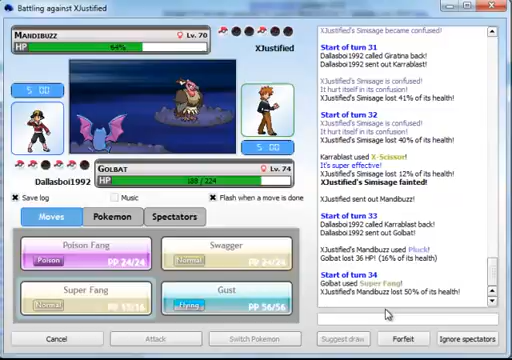 Battling against XJustified
Mandibuzz Lv. 70
HP 64%
XJustified
5 00
5 00
Golbat Lv. 74
HP 188 / 224
Dallasboi1992
Save log Music Flash when a move is done
Moves Pokemon Spectators
Poison Fang
Poison PP 24/24
Swagger
Normal PP 24/24
Super Fang
Normal
Gust
Flying PP 56/56
Cancel Attack Switch Pokemon
XJustified's Simisage became confused!
Start of turn 31
Dallasboi1992 called Giratina back!
Dallasboi1992 sent out Karrablast!
XJustified's Simisage is confused!
It hurt itself in its confusion!
XJustified's Simisage lost 41% of its health!
Start of turn 32
XJustified's Simisage is confused!
It hurt itself in its confusion!
XJustified's Simisage lost 40% of its health!
Karrablast used X-Scissor!
It's super effective!
XJustified's Simisage lost 12% of its health!
XJustified's Simisage fainted!
XJustified sent out Mandibuzz!
Start of turn 33
Dallasboi1992 called Karrablast back!
Dallasboi1992 sent out Golbat!
XJustified's Mandibuzz used Pluck!
Golbat lost 36 HP! (16% of its health)
Start of turn 34
Golbat used Super Fang!
XJustified's Mandibuzz lost 50% of its health!
Suggest draw Forfeit Ignore spectators